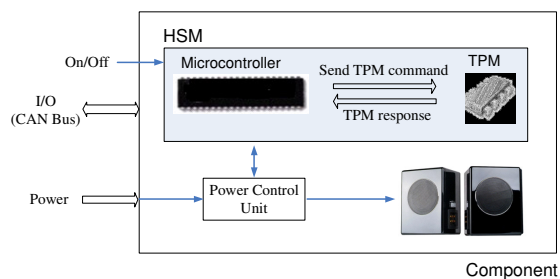 HSM
On/Off
Microcontroller
TPM
Send TPM command
TPM response
I/O
(CAN Bus)
Power
Power Control
Unit
Component